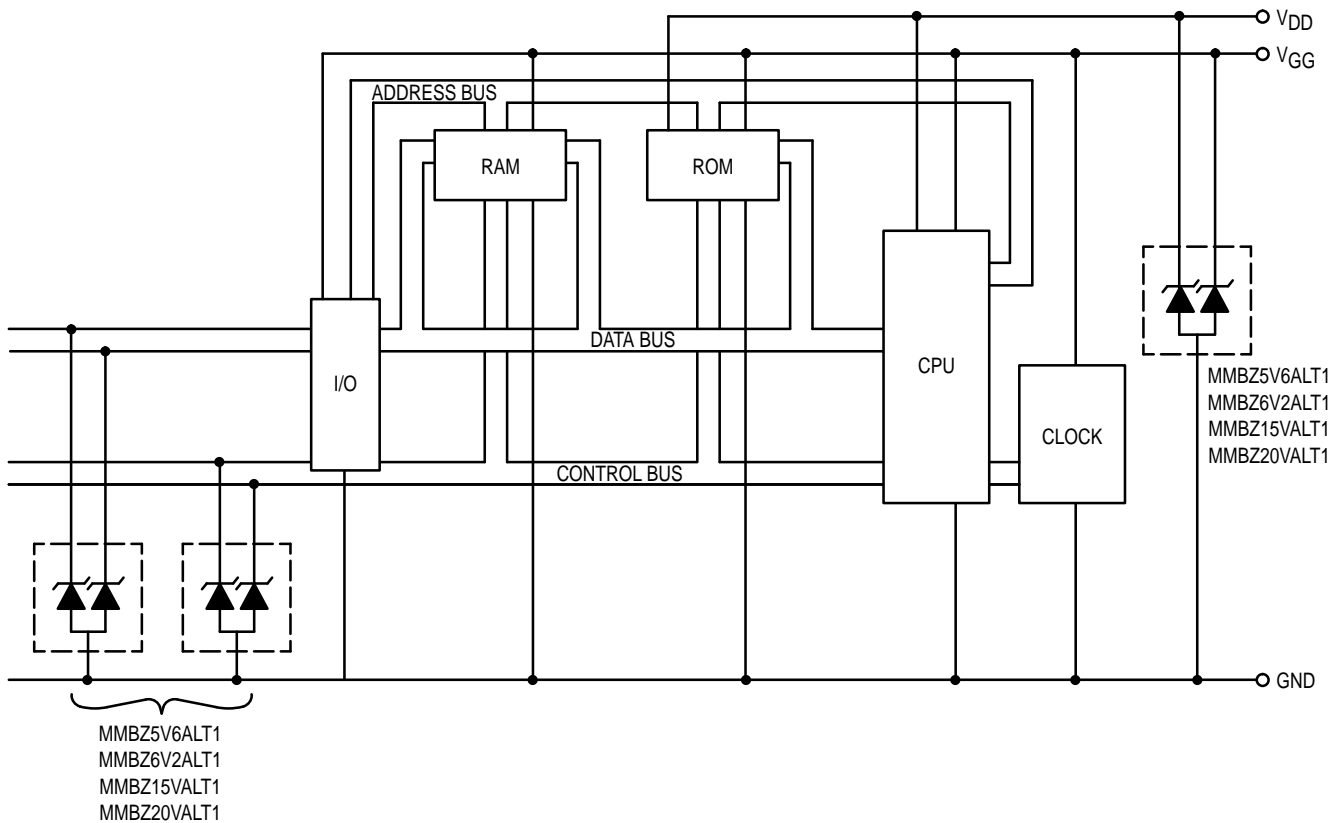 VDD
VGG
ADDRESS BUS
RAM
ROM
DATA BUS
I/O
CPU
CLOCK
MMBZ5V6ALT1
MMBZ6V2ALT1
MMBZ15VALT1
MMBZ20VALT1
CONTROL BUS
GND
MMBZ5V6ALT1
MMBZ6V2ALT1
MMBZ15VALT1
MMBZ20VALT1